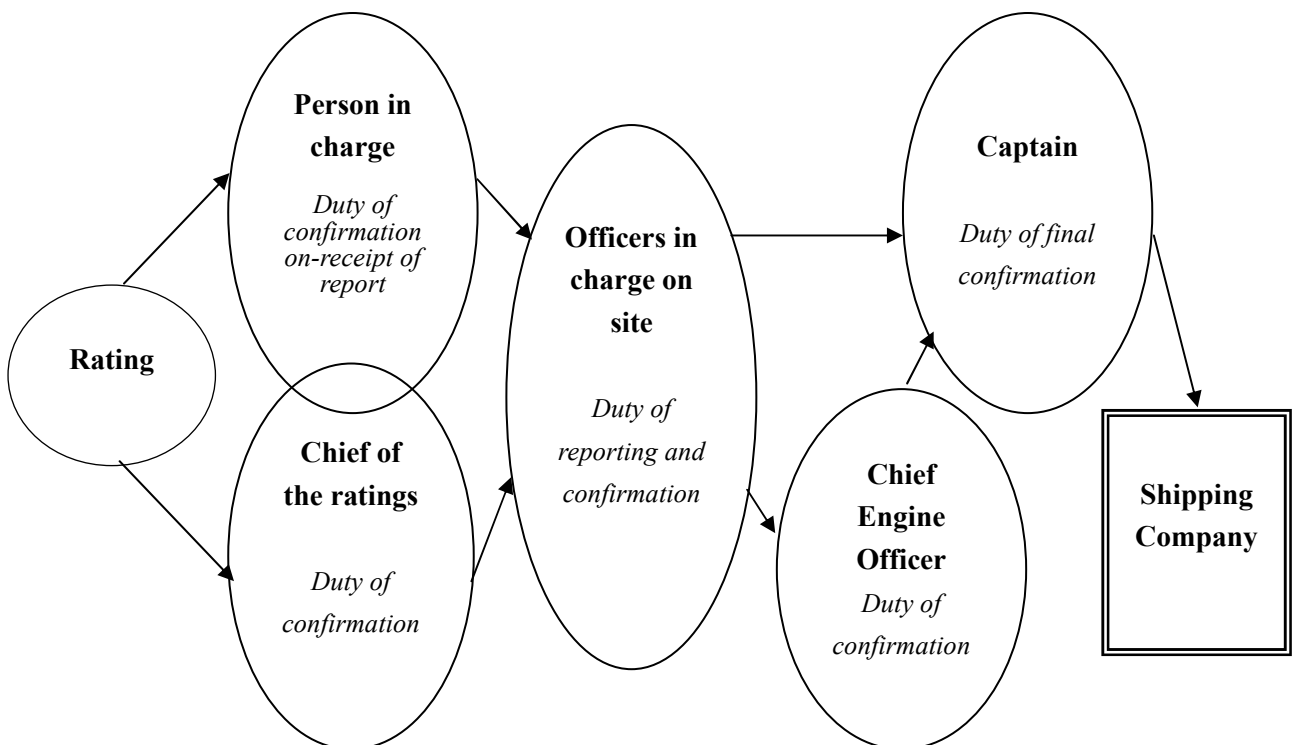 Rating
Person in
charge
Duty of
confirmation
on-receipt of
report
Chief of
the ratings
Duty of
confirmation
Officers in
charge on
site
Duty of
reporting and
confirmation
Captain
Duty of final
confirmation
Chief
Engine
Officer
Duty of
confirmation
Shipping
Company